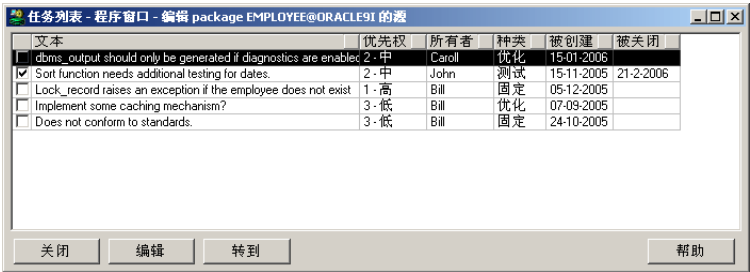 任务列表 - 程序窗口 - 编辑 package EMPLOYEE@ORACLE9I 的源
文本 优先权 所有者 种类 被创建 被关闭
dbms_output should only be generated if diagnostics are enabled 2 - 中 Caroll 优化 15-01-2006
Sort function needs additional testing for dates. 2 - 中 John 测试 15-11-2005 21-2-2006
Lock_record raises an exception if the employee does not exist 1 - 高 Bill 固定 05-12-2005
Implement some caching mechanism? 3 - 低 Bill 优化 07-09-2005
Does not conform to standards. 3 - 低 Bill 固定 24-10-2005
关闭 编辑 转到 帮助